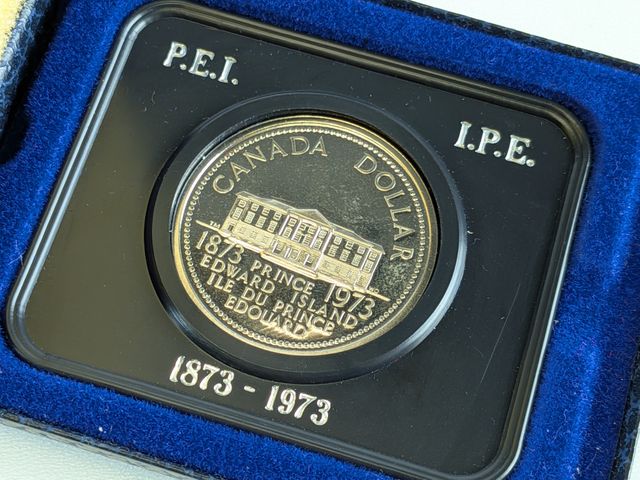 P.E.I.
I.P.E.
CANADA DOLLAR
1873 PRINCE 1973
EDWARD ISLAND
ILE DU PRINCE
EDOUARD
1873 - 1973